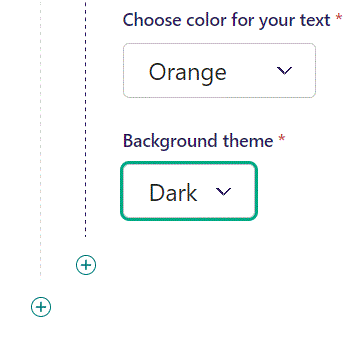 Choose color for your text *
Orange
Background theme *
Dark